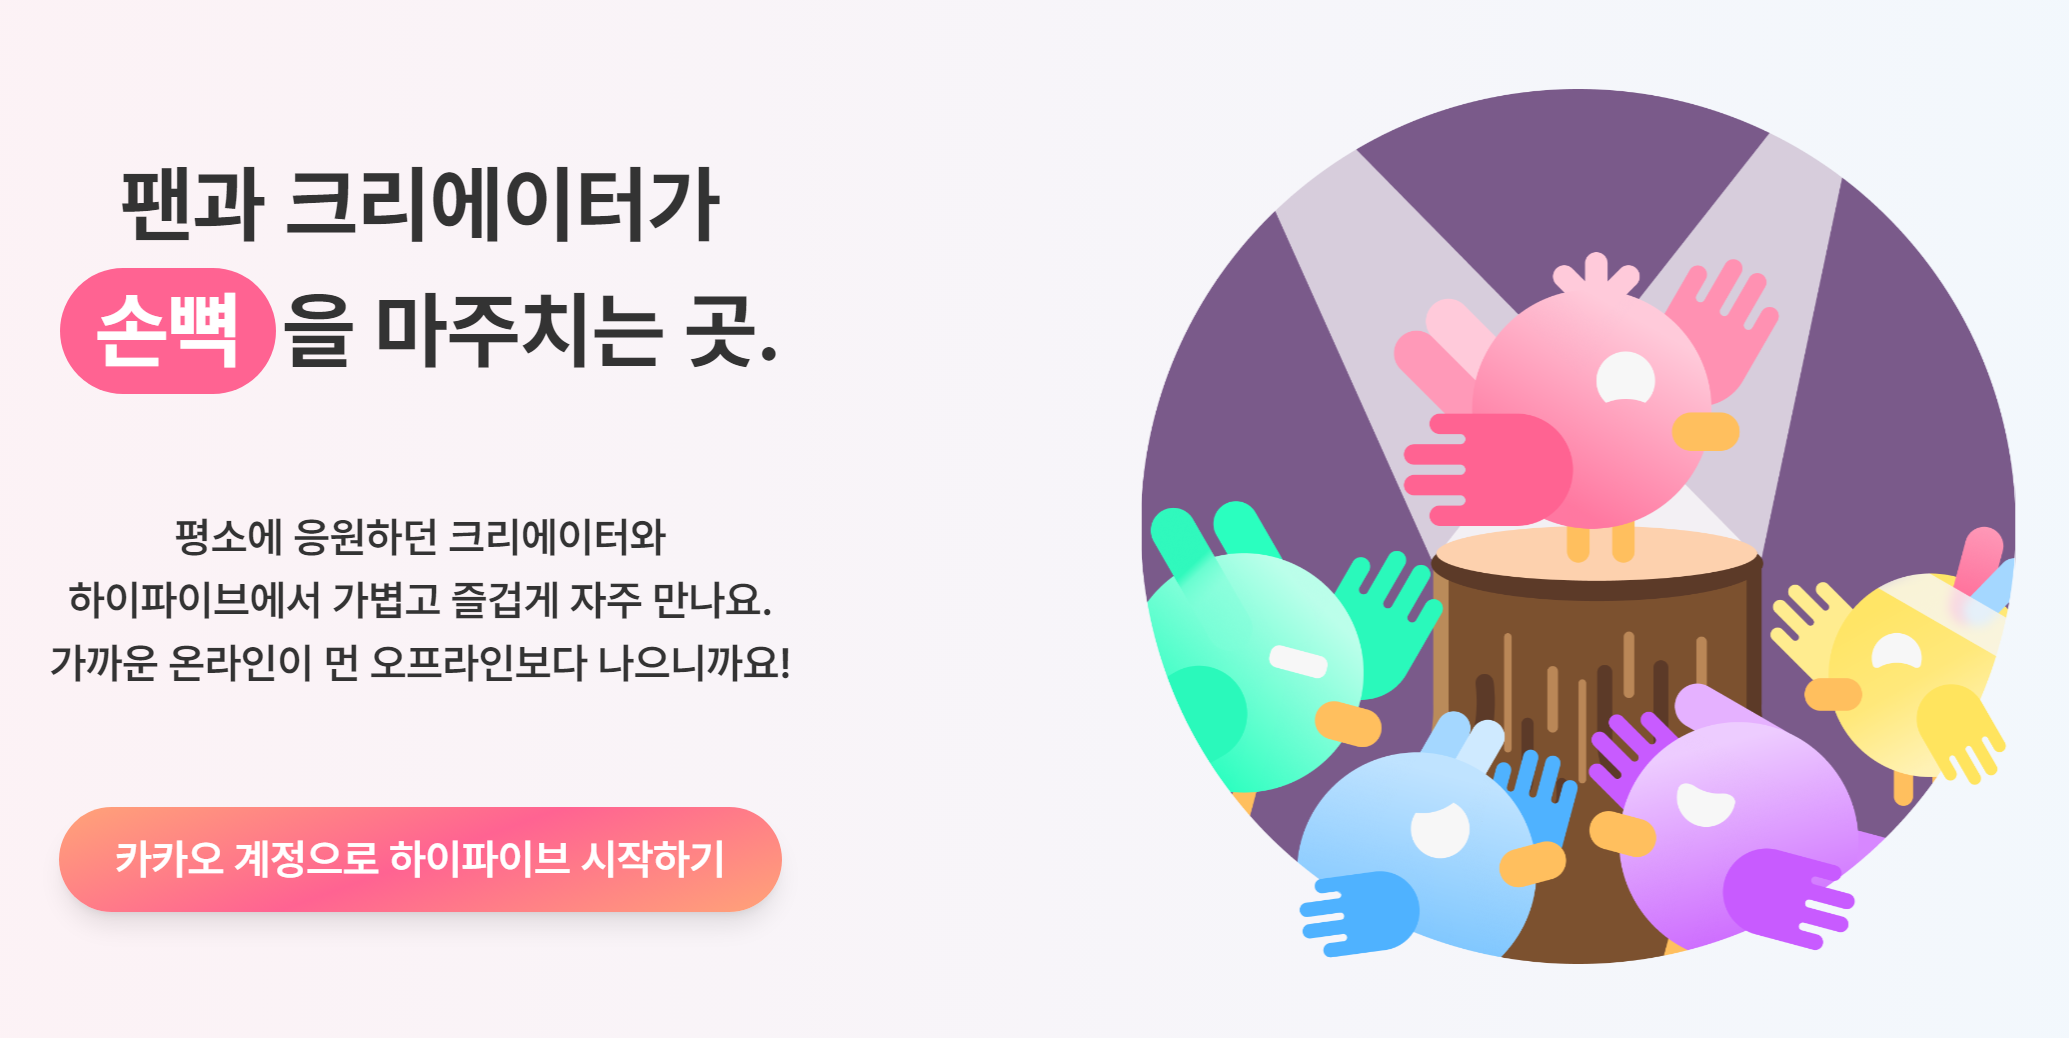 팬과 크리에이터가
손뼉을 마주치는 곳.
평소에 응원하던 크리에이터와
하이파이브에서 가볍고 즐겁게 자주 만나요.
가까운 온라인이 먼 오프라인보다 나으니까요!
카카오 계정으로 하이파이브 시작하기